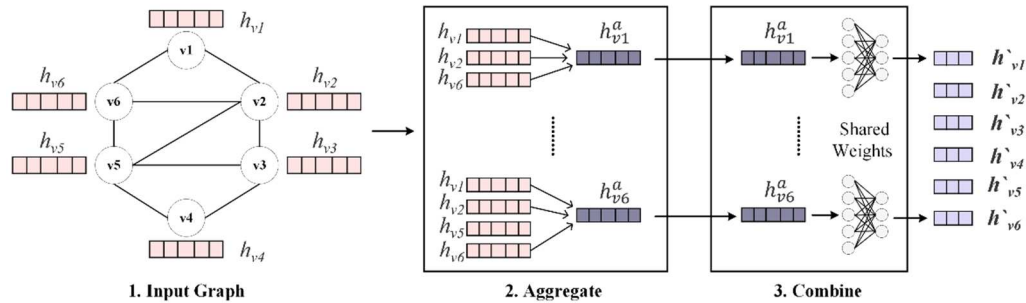 h_v1
v1
h_v6
v6
v2
h_v2
h_v5
v5
v3
h_v3
v4
h_v4
1. Input Graph
h_v1
h_v2
h_v6
h^a_v1
h_v1
h_v2
h_v5
h_v6
h^a_v6
2. Aggregate
h^a_v1
Shared
Weights
h^a_v6
3. Combine
h`_v1
h`_v2
h`_v3
h`_v4
h`_v5
h`_v6